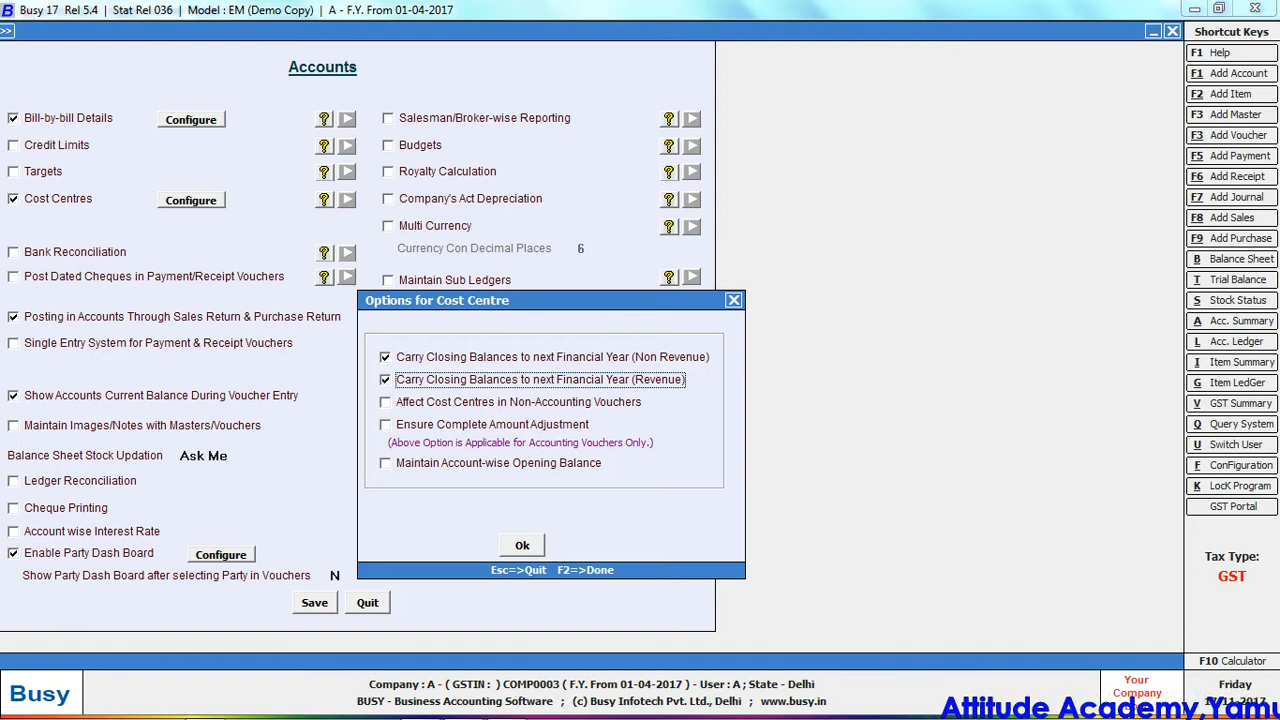 Busy 17 Rel 5.4 | Stat Rel 036 | Model : EM (Demo Copy) | A - F.Y. From 01-04-2017
>>
Shortcut Keys
Accounts
Bill-by-bill Details Configure ?
Credit Limits ?
Targets ?
Cost Centres Configure ?
Bank Reconciliation ?
Post Dated Cheques in Payment/Receipt Vouchers ?
Posting in Accounts Through Sales Return & Purchase Return
Single Entry System for Payment & Receipt Vouchers
Show Accounts Current Balance During Voucher Entry
Maintain Images/Notes with Masters/Vouchers
Balance Sheet Stock Updation Ask Me
Ledger Reconciliation
Cheque Printing
Account wise Interest Rate
Enable Party Dash Board Configure
Show Party Dash Board after selecting Party in Vouchers N
Save Quit
Salesman/Broker-wise Reporting ?
Budgets ?
Royalty Calculation ?
Company's Act Depreciation ?
Multi Currency ?
Currency Con Decimal Places 6
Maintain Sub Ledgers ?
Options for Cost Centre
Carry Closing Balances to next Financial Year (Non Revenue)
Carry Closing Balances to next Financial Year (Revenue)
Affect Cost Centres in Non-Accounting Vouchers
Ensure Complete Amount Adjustment
(Above Option is Applicable for Accounting Vouchers Only.)
Maintain Account-wise Opening Balance
Ok
Esc=>Quit F2=>Done
F1 Help
F1 Add Account
F2 Add Item
F3 Add Master
F3 Add Voucher
F5 Add Payment
F6 Add Receipt
F7 Add Journal
F8 Add Sales
F9 Add Purchase
B Balance Sheet
T Trial Balance
S Stock Status
A Acc. Summary
L Acc. Ledger
I Item Summary
G Item LedGer
V GST Summary
Q Query System
U Switch User
F ConFiguration
K LocK Program
GST Portal
Tax Type:
GST
F10 Calculator
Busy
Company : A - ( GSTIN : ) COMP0003 ( F.Y. From 01-04-2017 ) - User : A ; State - Delhi
BUSY - Business Accounting Software ; (c) Busy Infotech Pvt. Ltd., Delhi ; www.busy.in
Your
Company
Friday
Attitude Academy,Yamu